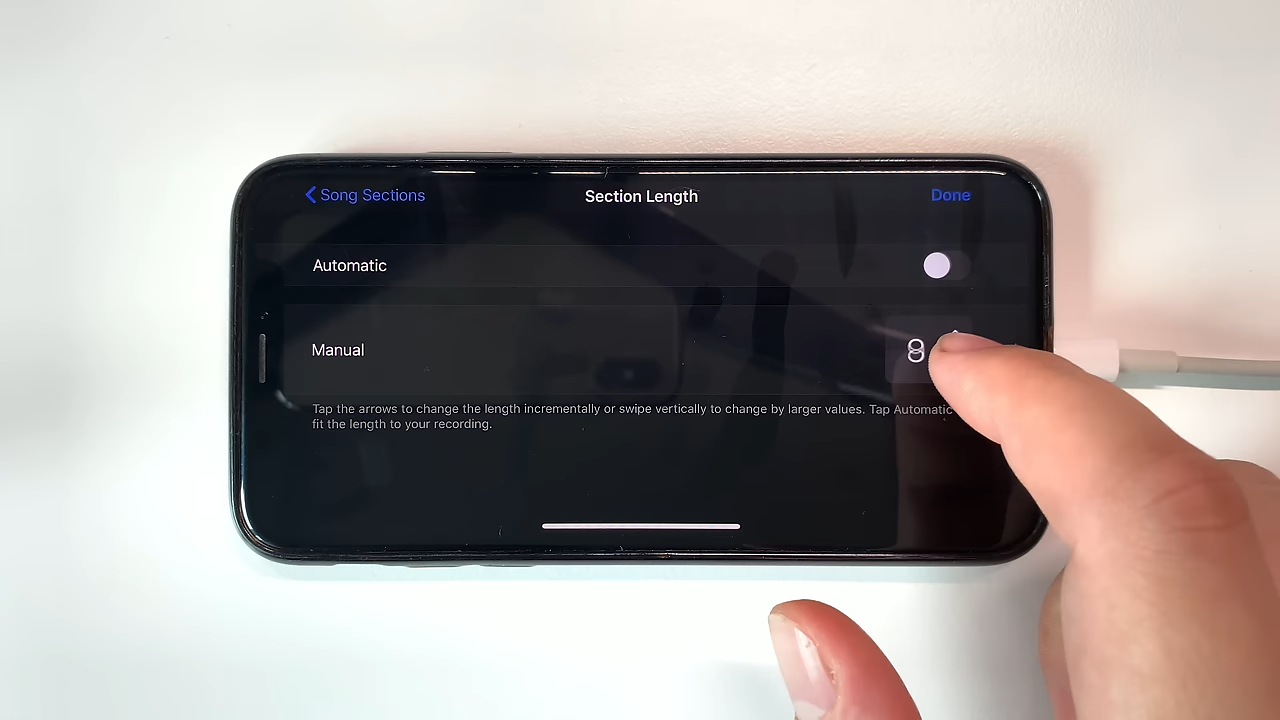 Song Sections
Section Length
Done
Automatic
Manual
8
Tap the arrows to change the length incrementally or swipe vertically to change by larger values. Tap Automatic
fit the length to your recording.